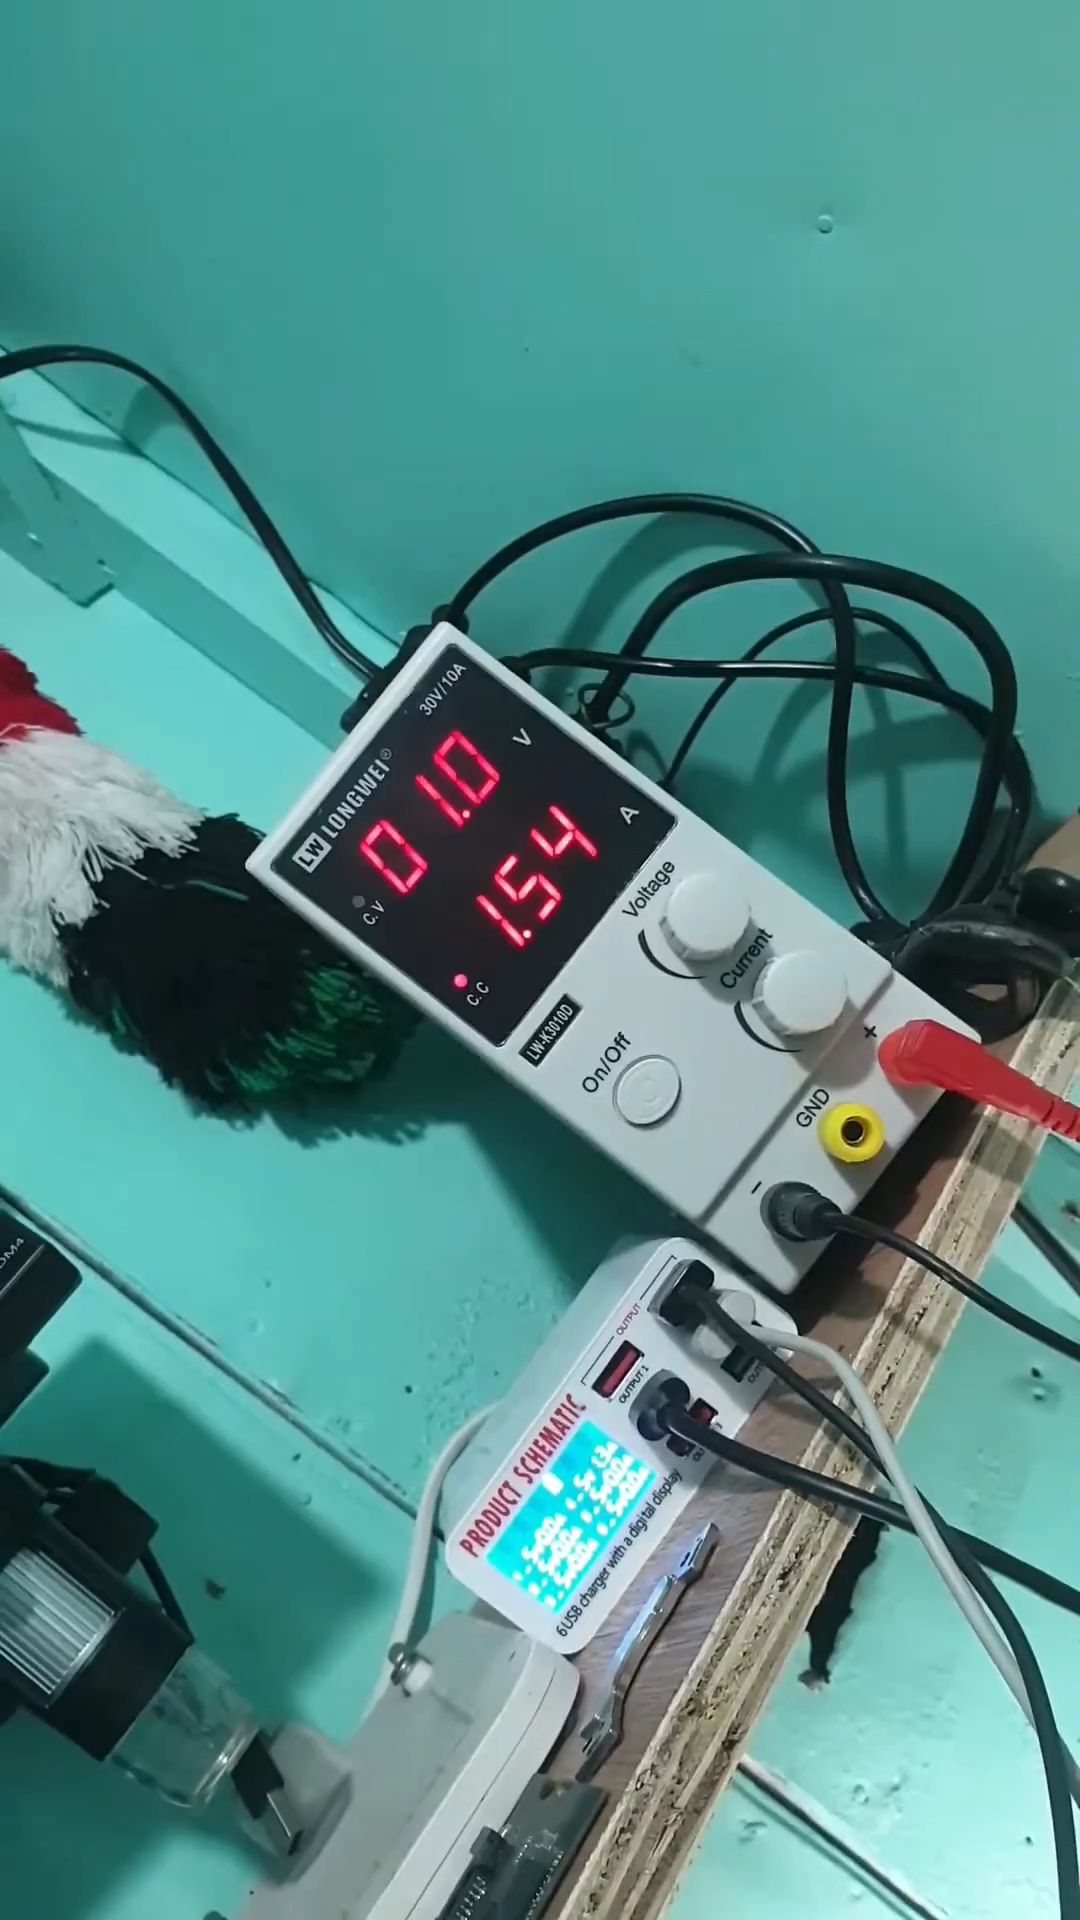 LW LONGWEI®
30V/10A
01.0 V
1.54 A
C.V
C.C
LW-K3010D
Voltage
Current
On/Off
+
GND
-
OUTPUT
OUTPUT 1
PRODUCT SCHEMATIC
6USB charger with a digital display